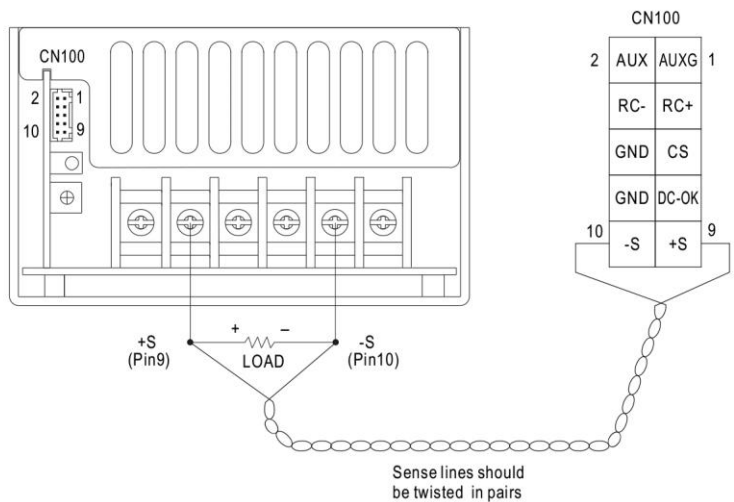 CN100
2 1
10 9
+S
(Pin9)
+ –
LOAD
-S
(Pin10)
CN100
2 AUX AUXG 1
RC- RC+
GND CS
GND DC-OK
10 -S +S 9
Sense lines should
be twisted in pairs